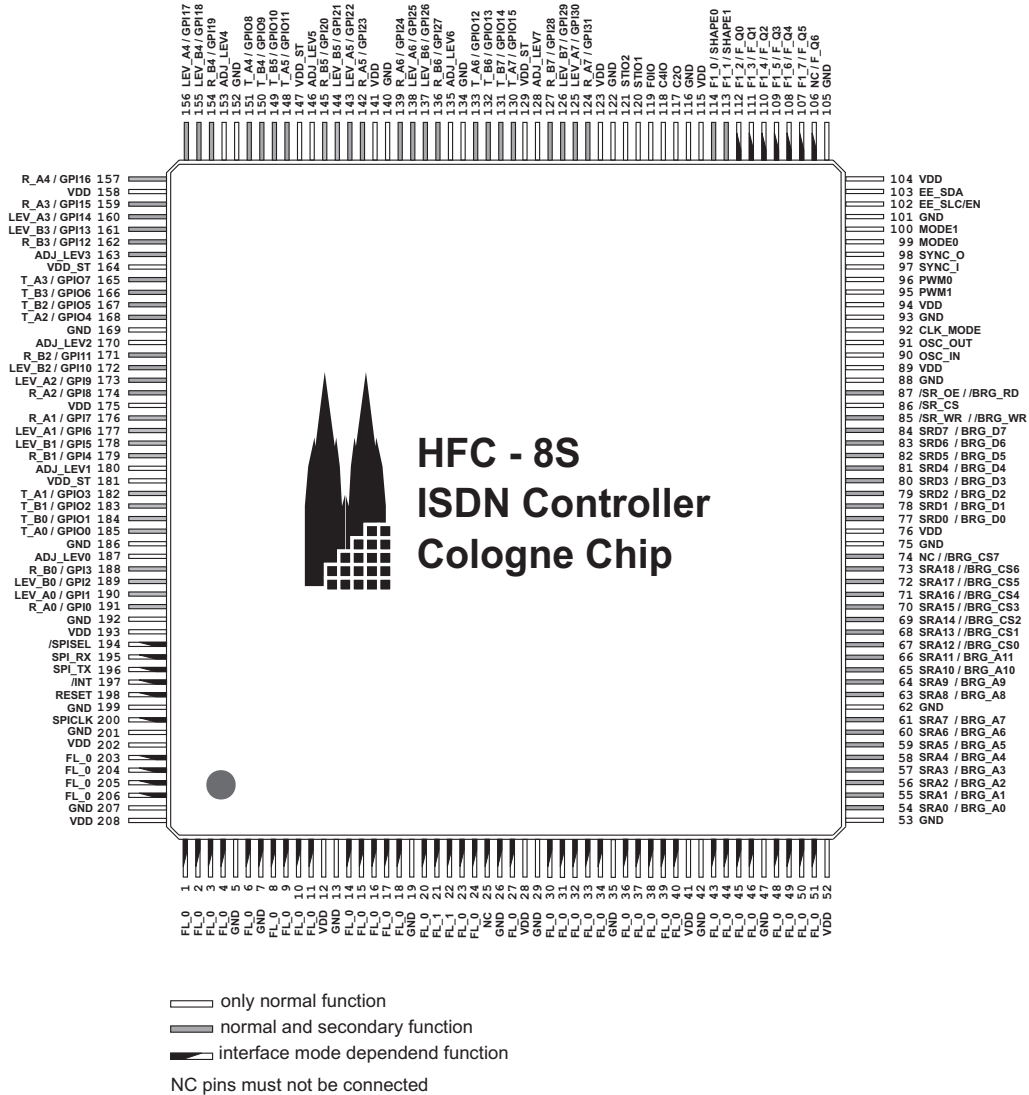 156 LEV_A4 / GPI17
155 LEV_B4 / GPI18
154 R_B4 / GPI19
153 ADJ_LEV4
152 GND
151 T_A4 / GPIO8
150 T_B4 / GPIO9
149 T_B5 / GPIO10
148 T_A5 / GPIO11
147 VDD_ST
146 ADJ_LEV5
145 R_B5 / GPI20
144 LEV_B5 / GPI21
143 LEV_A5 / GPI22
142 R_A5 / GPI23
141 VDD
140 GND
139 R_A6 / GPI24
138 LEV_A6 / GPI25
137 LEV_B6 / GPI26
136 R_B6 / GPI27
135 ADJ_LEV6
134 GND
133 T_A6 / GPIO12
132 T_B6 / GPIO13
131 T_B7 / GPIO14
130 T_A7 / GPIO15
129 VDD_ST
128 ADJ_LEV7
127 R_B7 / GPI28
126 LEV_B7 / GPI29
125 LEV_A7 / GPI30
124 R_A7 / GPI31
123 VDD
122 GND
121 STIO2
120 STIO1
119 F0IO
118 C4IO
117 C2O
116 GND
115 VDD
114 F1_0 / SHAPE0
113 F1_1 / SHAPE1
112 F1_2 / F_Q0
111 F1_3 / F_Q1
110 F1_4 / F_Q2
109 F1_5 / F_Q3
108 F1_6 / F_Q4
107 F1_7 / F_Q5
106 NC / F_Q6
105 GND
R_A4 / GPI16 157
VDD 158
R_A3 / GPI15 159
LEV_A3 / GPI14 160
LEV_B3 / GPI13 161
R_B3 / GPI12 162
ADJ_LEV3 163
VDD_ST 164
T_A3 / GPIO7 165
T_B3 / GPIO6 166
T_B2 / GPIO5 167
T_A2 / GPIO4 168
GND 169
ADJ_LEV2 170
R_B2 / GPI11 171
LEV_B2 / GPI10 172
LEV_A2 / GPI9 173
R_A2 / GPI8 174
VDD 175
R_A1 / GPI7 176
LEV_A1 / GPI6 177
LEV_B1 / GPI5 178
R_B1 / GPI4 179
ADJ_LEV1 180
VDD_ST 181
T_A1 / GPIO3 182
T_B1 / GPIO2 183
T_B0 / GPIO1 184
T_A0 / GPIO0 185
GND 186
ADJ_LEV0 187
R_B0 / GPI3 188
LEV_B0 / GPI2 189
LEV_A0 / GPI1 190
R_A0 / GPI0 191
GND 192
VDD 193
/SPISEL 194
SPI_RX 195
SPI_TX 196
/INT 197
RESET 198
GND 199
SPICLK 200
GND 201
VDD 202
FL_0 203
FL_0 204
FL_0 205
FL_0 206
GND 207
VDD 208
HFC - 8S
ISDN Controller
Cologne Chip
104 VDD
103 EE_SDA
102 EE_SLC/EN
101 GND
100 MODE1
99 MODE0
98 SYNC_O
97 SYNC_I
96 PWM0
95 PWM1
94 VDD
93 GND
92 CLK_MODE
91 OSC_OUT
90 OSC_IN
89 VDD
88 GND
87 /SR_OE / /BRG_RD
86 /SR_CS
85 /SR_WR / /BRG_WR
84 SRD7 / BRG_D7
83 SRD6 / BRG_D6
82 SRD5 / BRG_D5
81 SRD4 / BRG_D4
80 SRD3 / BRG_D3
79 SRD2 / BRG_D2
78 SRD1 / BRG_D1
77 SRD0 / BRG_D0
76 VDD
75 GND
74 NC / /BRG_CS7
73 SRA18 / /BRG_CS6
72 SRA17 / /BRG_CS5
71 SRA16 / /BRG_CS4
70 SRA15 / /BRG_CS3
69 SRA14 / /BRG_CS2
68 SRA13 / /BRG_CS1
67 SRA12 / /BRG_CS0
66 SRA11 / BRG_A11
65 SRA10 / BRG_A10
64 SRA9 / BRG_A9
63 SRA8 / BRG_A8
62 GND
61 SRA7 / BRG_A7
60 SRA6 / BRG_A6
59 SRA5 / BRG_A5
58 SRA4 / BRG_A4
57 SRA3 / BRG_A3
56 SRA2 / BRG_A2
55 SRA1 / BRG_A1
54 SRA0 / BRG_A0
53 GND
FL_0 1
FL_0 2
FL_0 3
FL_0 4
GND 5
FL_0 6
GND 7
FL_0 8
FL_0 9
FL_0 10
FL_0 11
VDD 12
GND 13
FL_0 14
FL_0 15
FL_0 16
FL_0 17
FL_0 18
GND 19
FL_0 20
FL_1 21
FL_1 22
FL_0 23
FL_0 24
NC 25
GND 26
FL_0 27
VDD 28
GND 29
FL_0 30
FL_0 31
FL_0 32
FL_0 33
FL_0 34
GND 35
FL_0 36
FL_0 37
FL_0 38
FL_0 39
FL_0 40
VDD 41
GND 42
FL_0 43
FL_0 44
FL_0 45
FL_0 46
GND 47
FL_0 48
FL_0 49
FL_0 50
FL_0 51
VDD 52
only normal function
normal and secondary function
interface mode dependend function
NC pins must not be connected